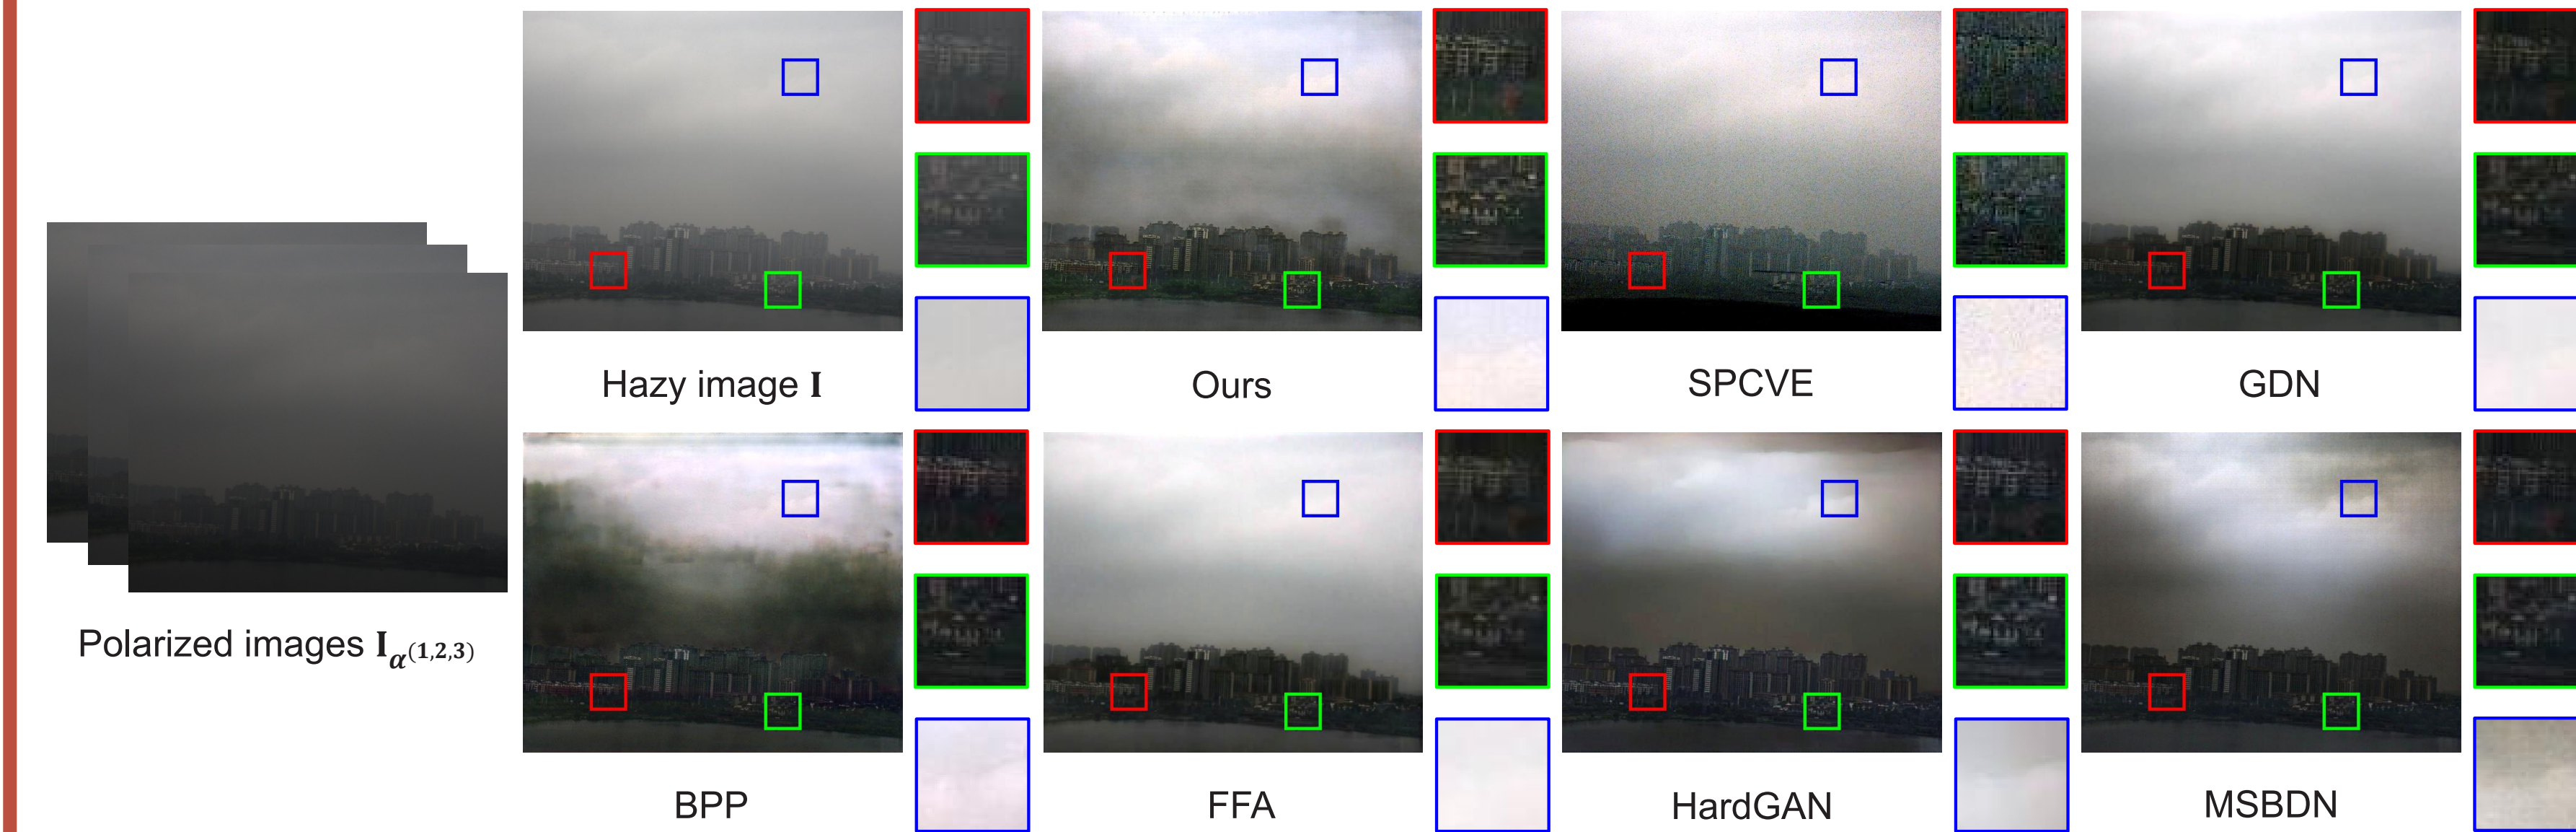 Hazy image I
Ours
SPCVE
GDN
Polarized images I_α(1,2,3)
BPP
FFA
HardGAN
MSBDN